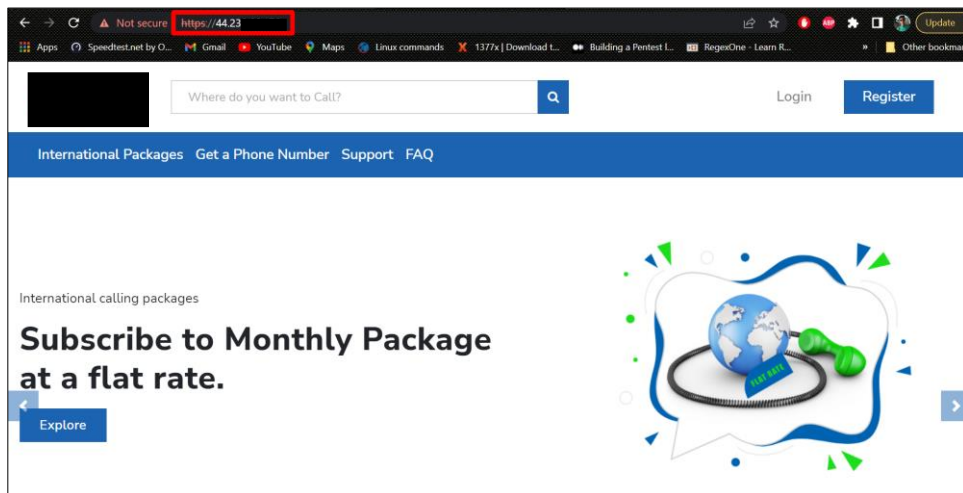 Not secure https://44.23 Update
Apps Speedtest.net by O... Gmail YouTube Maps Linux commands 1377x | Download t... Building a Pentest l... RegexOne - Learn R... » Other bookmar
Where do you want to Call? Login Register
International Packages Get a Phone Number Support FAQ
International calling packages
Subscribe to Monthly Package
at a flat rate.
Explore
FLAT RATE